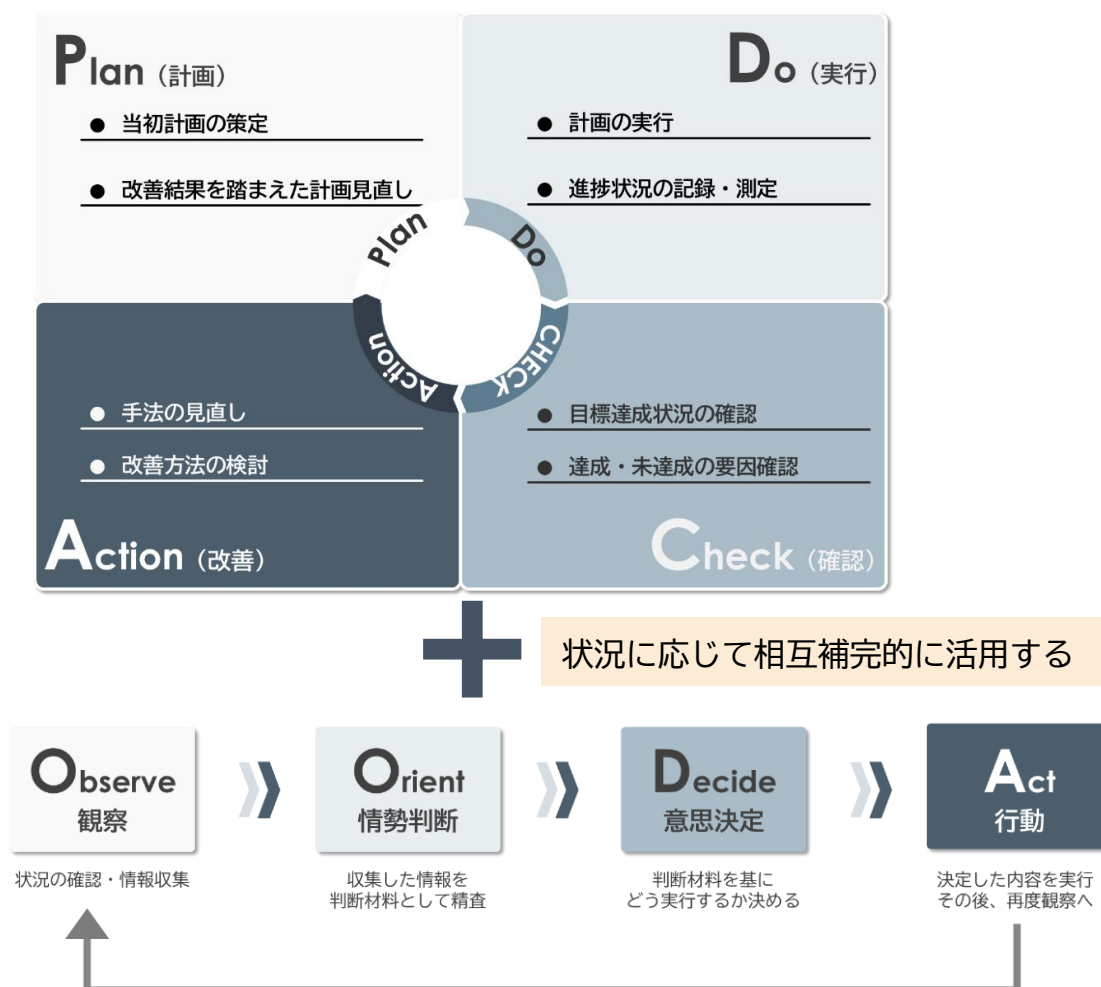 Plan（計画）
● 当初計画の策定
● 改善結果を踏まえた計画見直し
Do（実行）
● 計画の実行
● 進捗状況の記録・測定
Plan
Do
CHECK
Action
● 手法の見直し
● 改善方法の検討
Action（改善）
● 目標達成状況の確認
● 達成・未達成の要因確認
Check（確認）
状況に応じて相互補完的に活用する
Observe
観察
状況の確認・情報収集
Orient
情勢判断
収集した情報を
判断材料として精査
Decide
意思決定
判断材料を基に
どう実行するか決める
Act
行動
決定した内容を実行
その後、再度観察へ